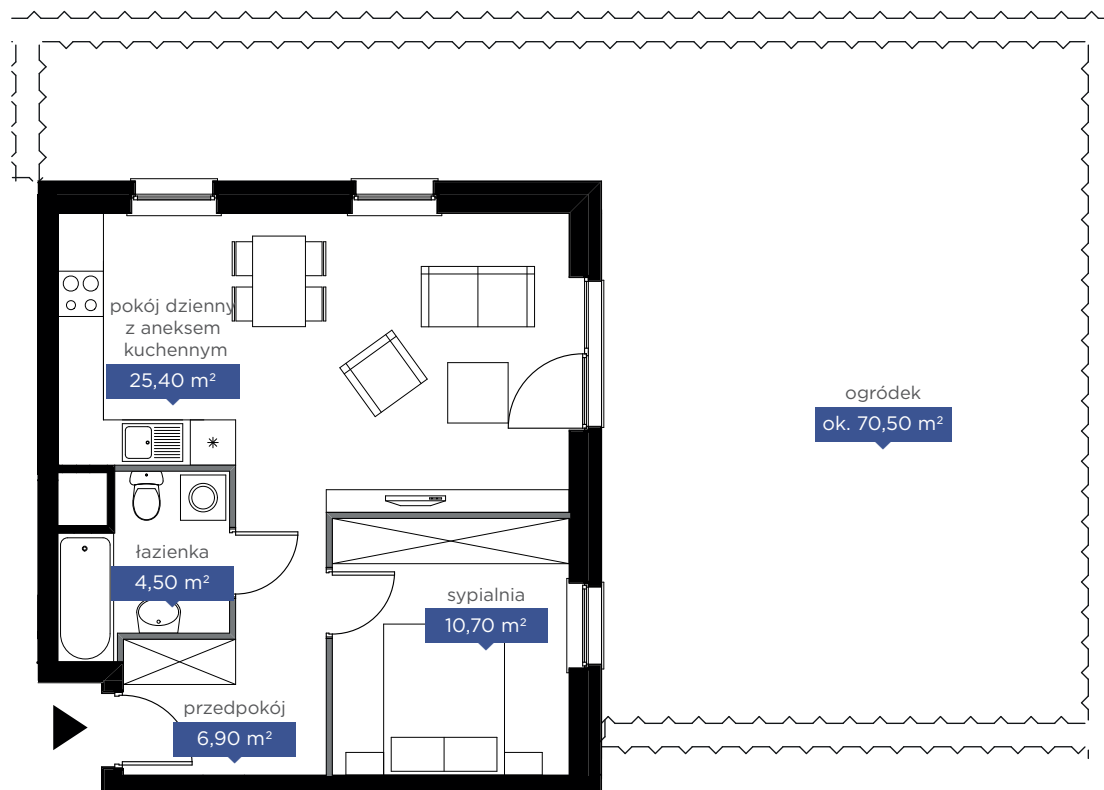 pokój dzienny
z aneksem
kuchennym
25,40 m²
ogródek
ok. 70,50 m²
łazienka
4,50 m²
sypialnia
10,70 m²
przedpokój
6,90 m²